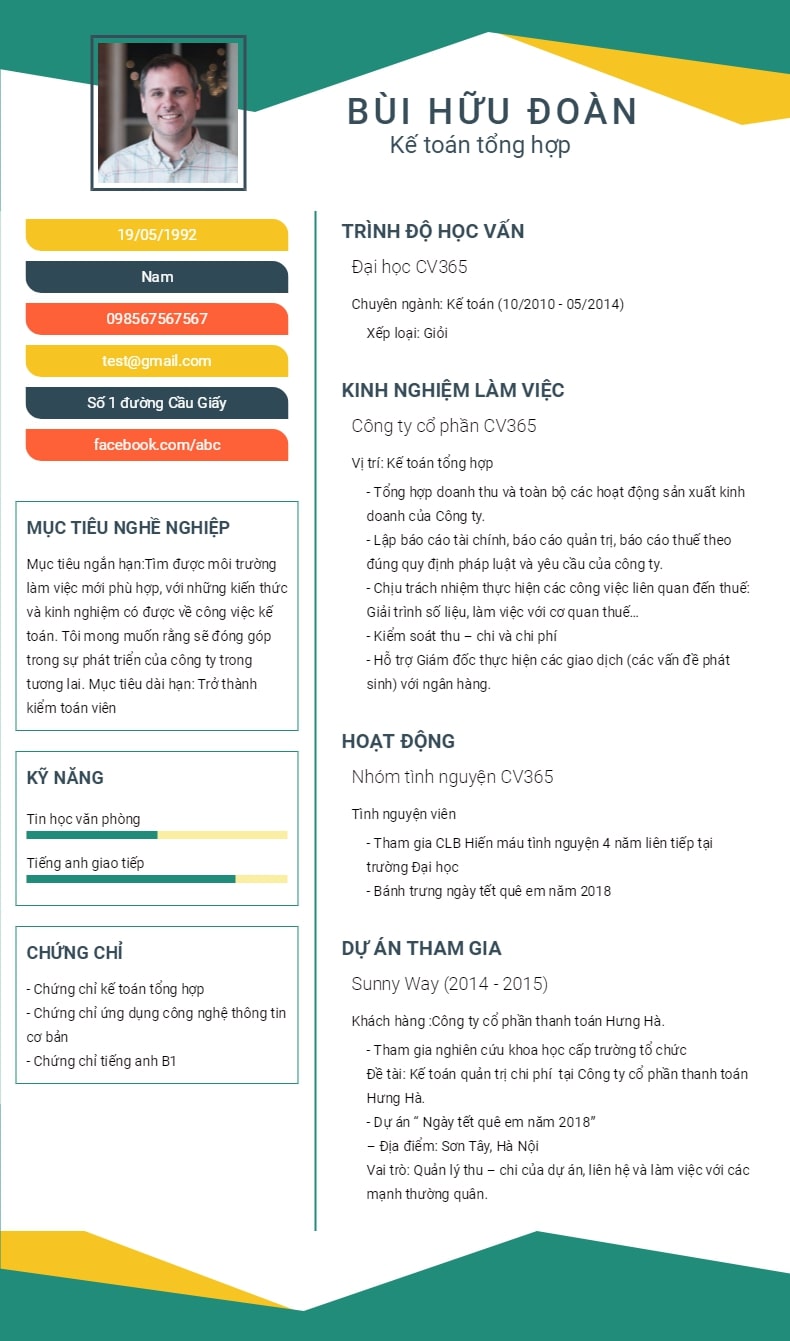 BÙI HỮU ĐOÀN
Kế toán tổng hợp
19/05/1992
Nam
098567567567
test@gmail.com
Số 1 đường Cầu Giấy
facebook.com/abc
MỤC TIÊU NGHỀ NGHIỆP
Mục tiêu ngắn hạn:Tìm được môi trường
làm việc mới phù hợp, với những kiến thức
và kinh nghiệm có được về công việc kế
toán. Tôi mong muốn rằng sẽ đóng góp
trong sự phát triển của công ty trong
tương lai. Mục tiêu dài hạn: Trở thành
kiểm toán viên
KỸ NĂNG
Tin học văn phòng
Tiếng anh giao tiếp
CHỨNG CHỈ
- Chứng chỉ kế toán tổng hợp
- Chứng chỉ ứng dụng công nghệ thông tin
cơ bản
- Chứng chỉ tiếng anh B1
TRÌNH ĐỘ HỌC VẤN
Đại học CV365
Chuyên ngành: Kế toán (10/2010 - 05/2014)
Xếp loại: Giỏi
KINH NGHIỆM LÀM VIỆC
Công ty cổ phần CV365
Vị trí: Kế toán tổng hợp
- Tổng hợp doanh thu và toàn bộ các hoạt động sản xuất kinh
doanh của Công ty.
- Lập báo cáo tài chính, báo cáo quản trị, báo cáo thuế theo
đúng quy định pháp luật và yêu cầu của công ty.
- Chịu trách nhiệm thực hiện các công việc liên quan đến thuế:
Giải trình số liệu, làm việc với cơ quan thuế…
- Kiểm soát thu – chi và chi phí
- Hỗ trợ Giám đốc thực hiện các giao dịch (các vấn đề phát
sinh) với ngân hàng.
HOẠT ĐỘNG
Nhóm tình nguyện CV365
Tình nguyện viên
- Tham gia CLB Hiến máu tình nguyện 4 năm liên tiếp tại
trường Đại học
- Bánh trưng ngày tết quê em năm 2018
DỰ ÁN THAM GIA
Sunny Way (2014 - 2015)
Khách hàng :Công ty cổ phần thanh toán Hưng Hà.
- Tham gia nghiên cứu khoa học cấp trường tổ chức
Đề tài: Kế toán quản trị chi phí tại Công ty cổ phần thanh toán
Hưng Hà.
- Dự án “ Ngày tết quê em năm 2018”
– Địa điểm: Sơn Tây, Hà Nội
Vai trò: Quản lý thu – chi của dự án, liên hệ và làm việc với các
mạnh thường quân.